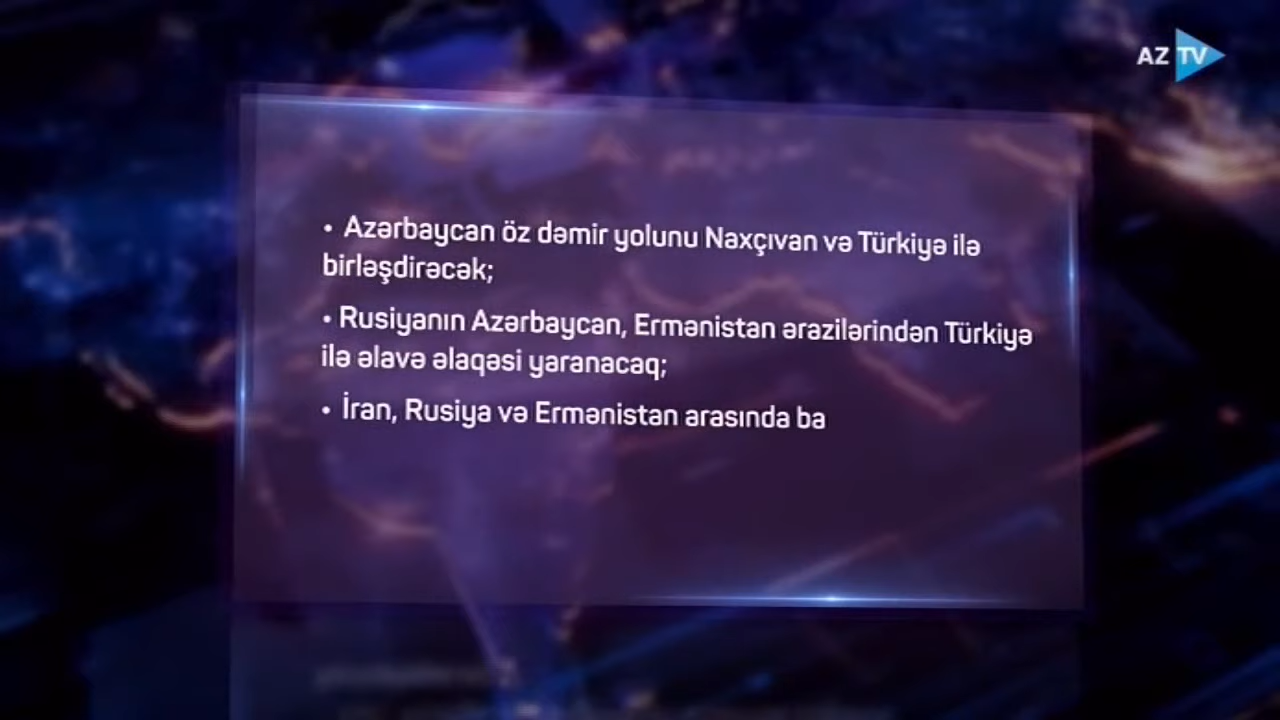 AZ TV
• Azərbaycan öz dəmir yolunu Naxçıvan və Türkiyə ilə
birləşdirəcək;
• Rusiyanın Azərbaycan, Ermənistan ərazilərindən Türkiyə
ilə əlavə əlaqəsi yaranacaq;
• İran, Rusiya və Ermənistan arasında ba